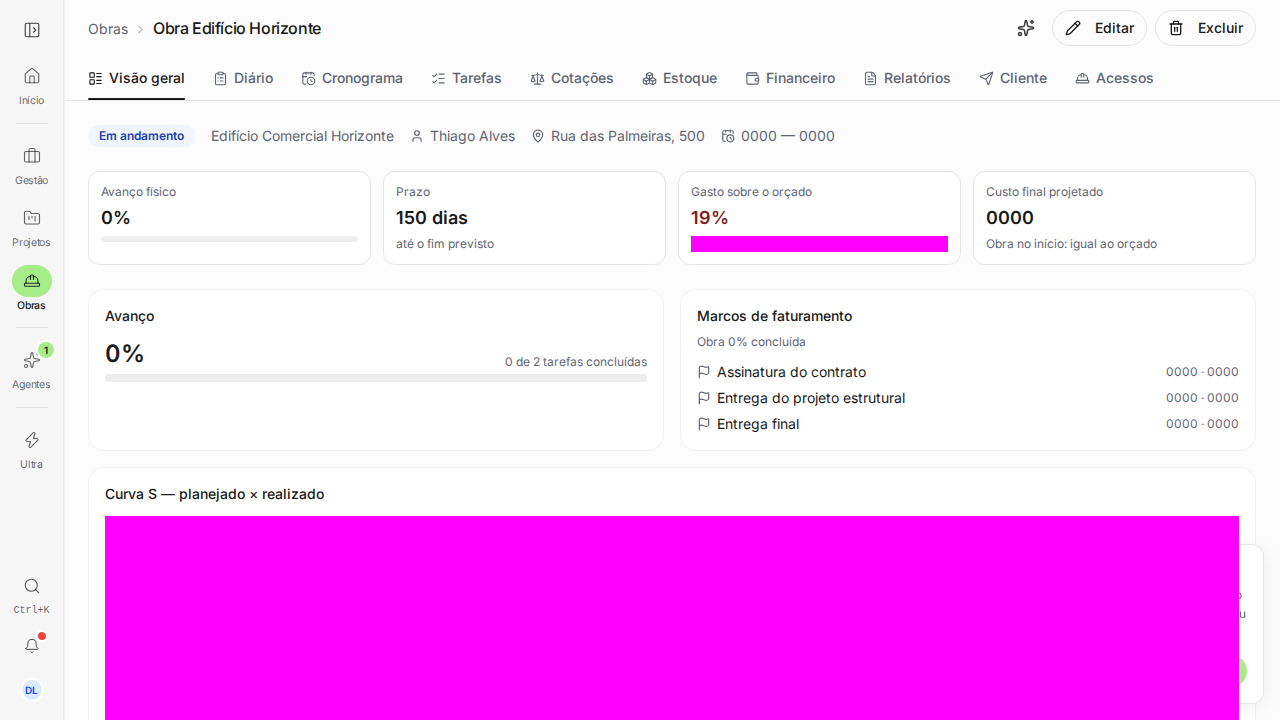 Obras
Obra Edifício Horizonte
Editar
Excluir
Início
Gestão
Projetos
Obras
1
Agentes
Ultra
Ctrl+K
DL
Visão geral
Diário
Cronograma
Tarefas
Cotações
Estoque
Financeiro
Relatórios
Cliente
Acessos
Em andamento
Edifício Comercial Horizonte
Thiago Alves
Rua das Palmeiras, 500
0000 — 0000
Avanço físico
0%
Prazo
150 dias
até o fim previsto
Gasto sobre o orçado
19%
Custo final projetado
0000
Obra no início: igual ao orçado
Avanço
0%
0 de 2 tarefas concluídas
Marcos de faturamento
Obra 0% concluída
Assinatura do contrato
0000 · 0000
Entrega do projeto estrutural
0000 · 0000
Entrega final
0000 · 0000
Curva S — planejado × realizado